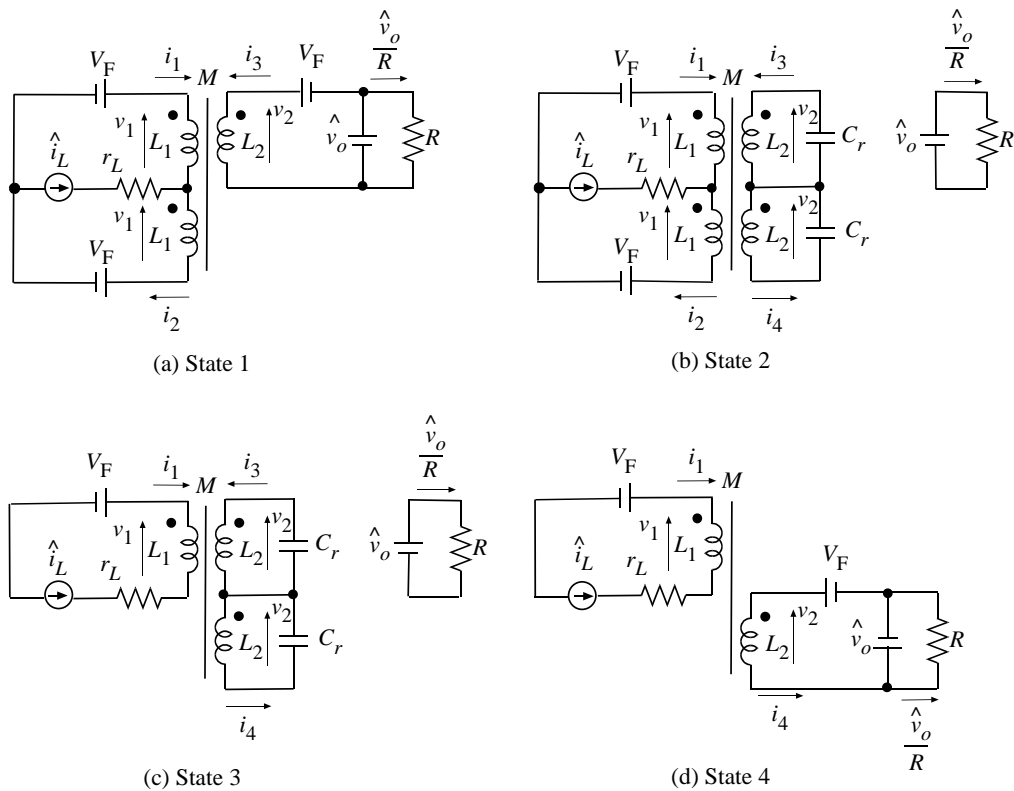 V_F i_1 M i_3 V_F v̂_o/R
v_1 L_1 L_2 v_2 v̂_o R
î_L r_L
v_1 L_1
V_F
i_2
(a) State 1
V_F i_1 M i_3 v̂_o/R
v_1 L_1 L_2 v_2 C_r v̂_o R
î_L r_L
v_1 L_1 L_2 v_2 C_r
V_F
i_2 i_4
(b) State 2
V_F i_1 M i_3 v̂_o/R
v_1 L_1 L_2 v_2 C_r v̂_o R
î_L r_L
L_2 v_2 C_r
i_4
(c) State 3
V_F i_1 M
v_1 L_1
î_L r_L V_F
L_2 v_2 v̂_o R
i_4 v̂_o/R
(d) State 4